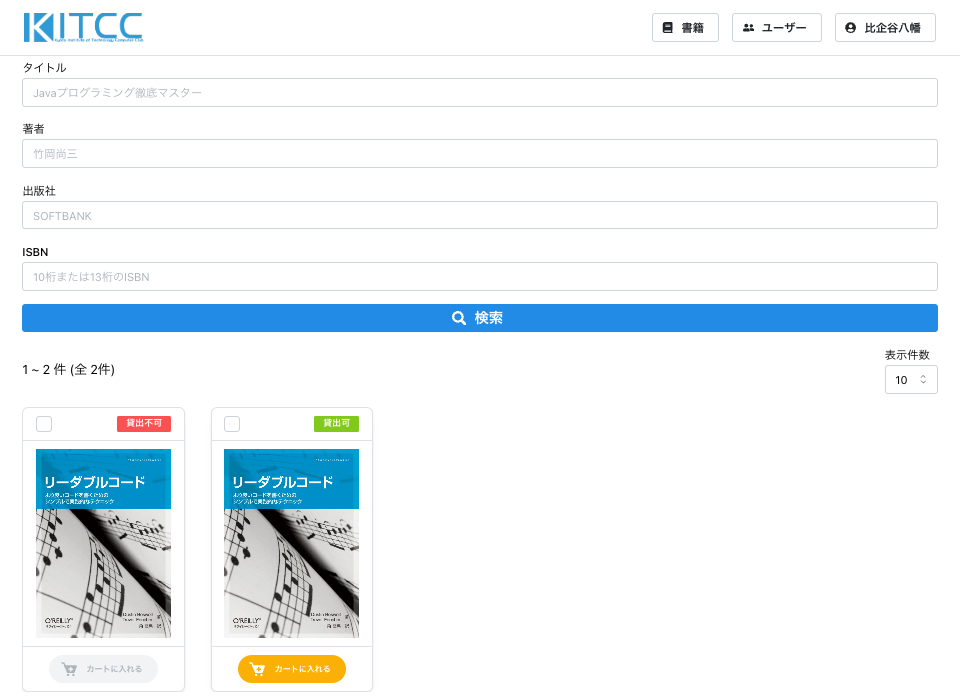 KITCC
書籍
ユーザー
比企谷八幡
タイトル
Javaプログラミング徹底マスター
著者
竹岡尚三
出版社
SOFTBANK
ISBN
10桁または13桁のISBN
検索
1 ~ 2 件 (全 2件)
表示件数
10
貸出不可
リーダブルコード
より良いコードを書くための
シンプルで実践的なテクニック
O'REILLY
カートに入れる
貸出可
リーダブルコード
より良いコードを書くための
シンプルで実践的なテクニック
O'REILLY
カートに入れる